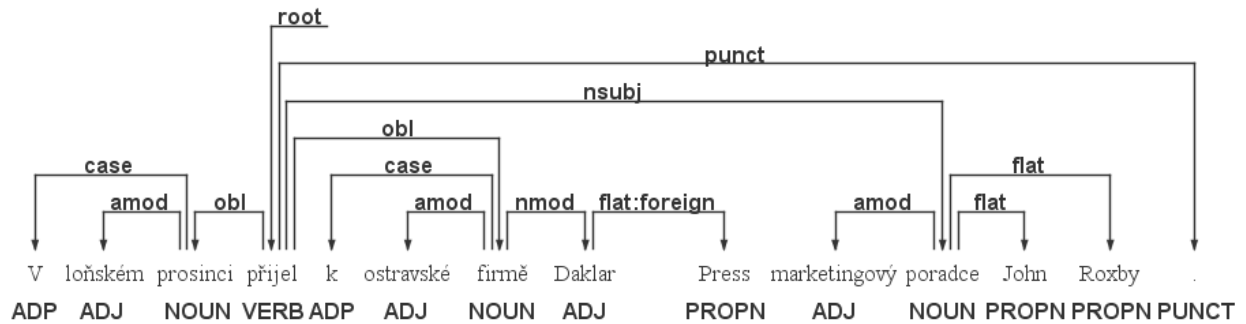 root
punct
nsubj
obl
case case flat
amod obl amod nmod flat:foreign amod flat
V loňském prosinci přijel k ostravské firmě Daklar Press marketingový poradce John Roxby .
ADP ADJ NOUN VERB ADP ADJ NOUN ADJ PROPN ADJ NOUN PROPN PROPN PUNCT